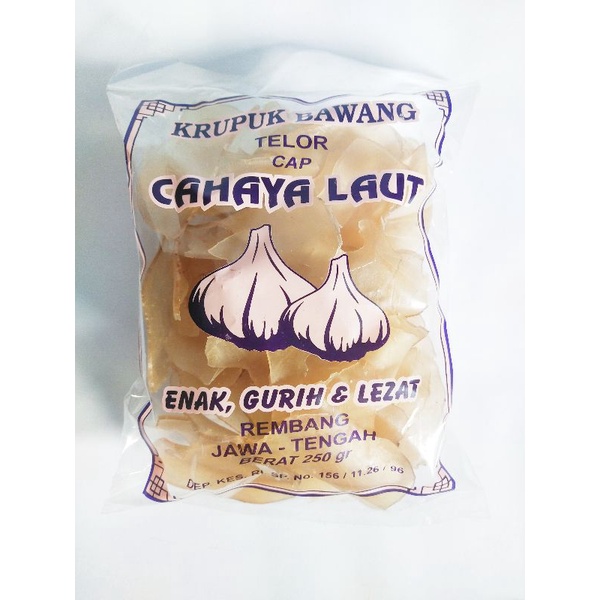 KRUPUK BAWANG
TELOR
CAP
CAHAYA LAUT
ENAK, GURIH & LEZAT
REMBANG
JAWA - TENGAH
BERAT 250 gr
DEP. KES. RI. SP. No. 156 / 11.26 / 96